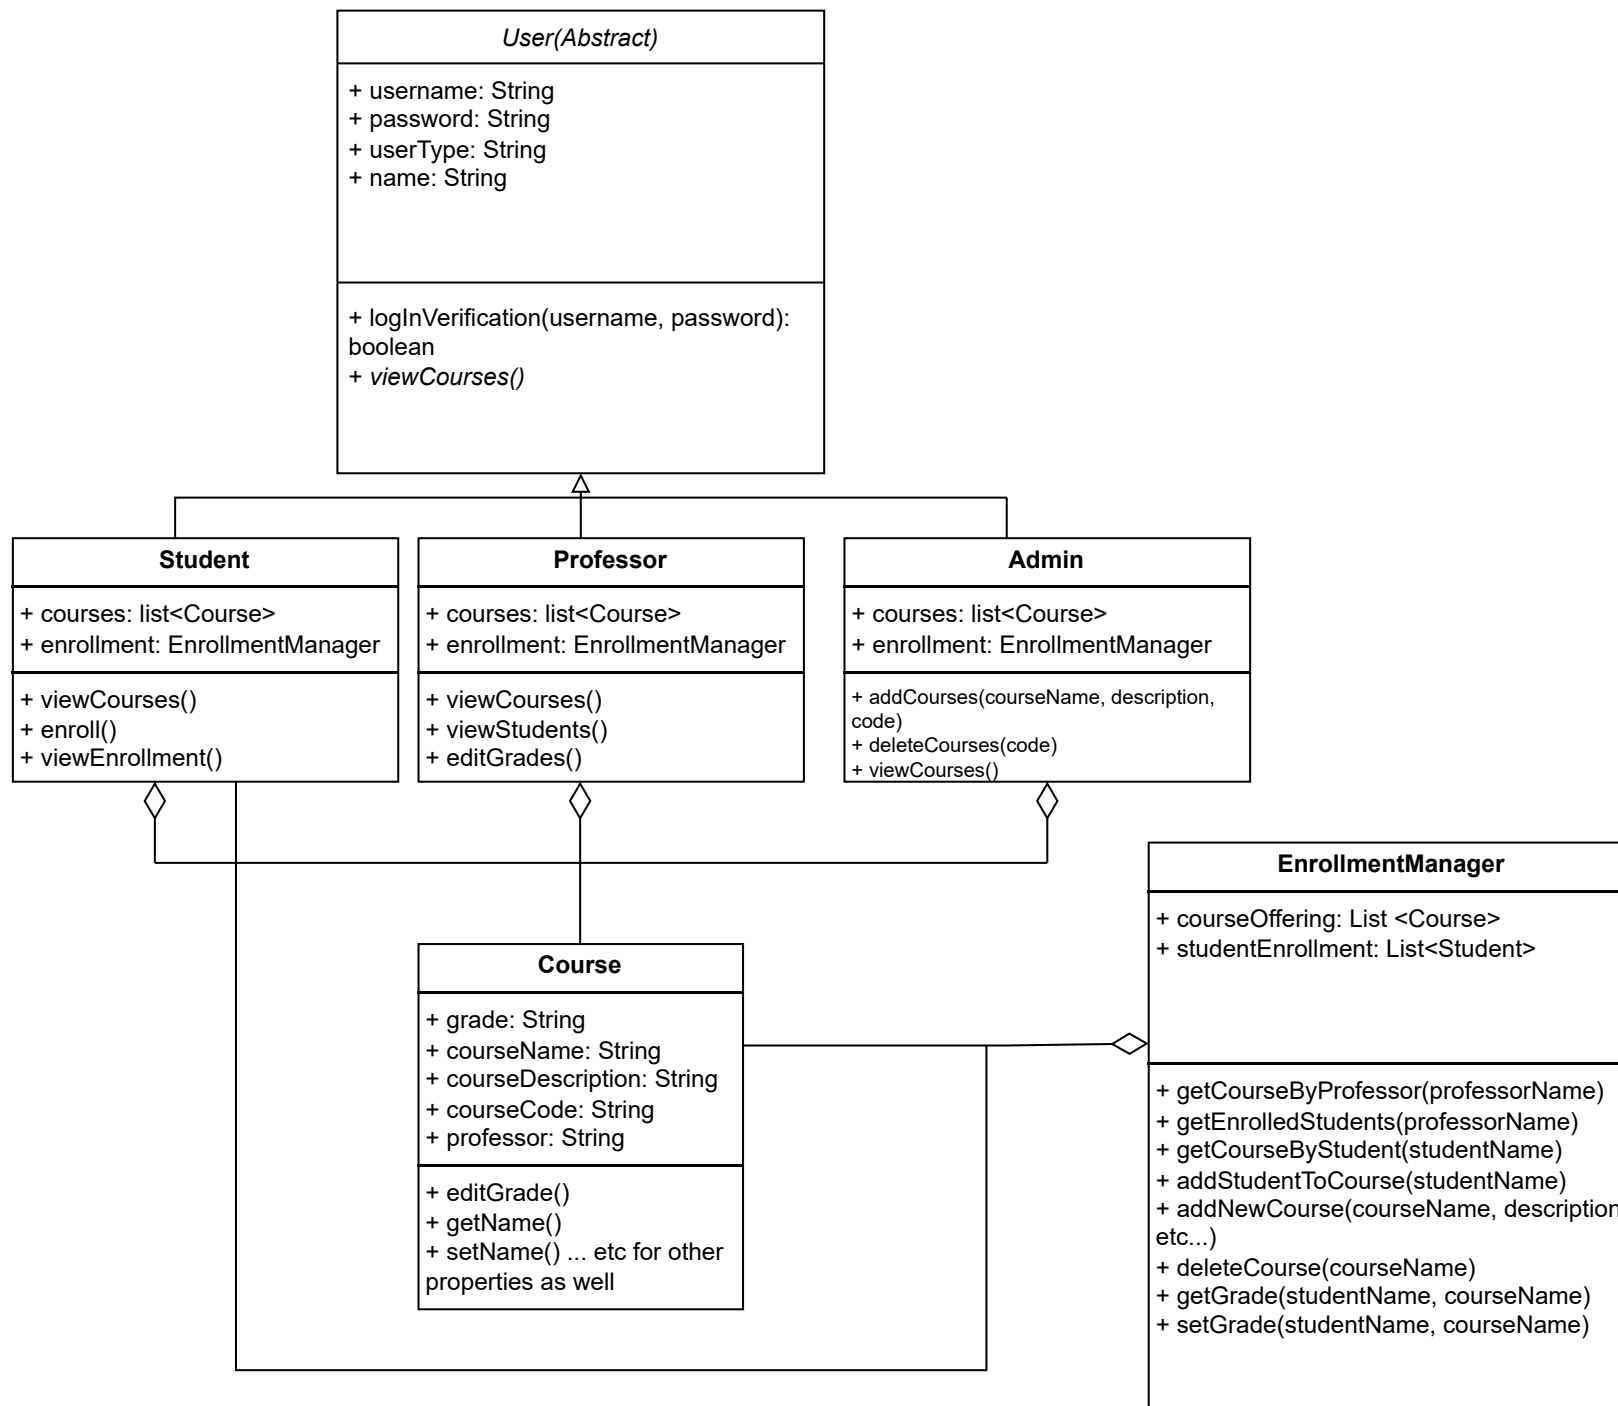 User(Abstract)
+ username: String
+ password: String
+ userType: String
+ name: String
+ logInVerification(username, password):
boolean
+ viewCourses()
Student
+ courses: list<Course>
+ enrollment: EnrollmentManager
+ viewCourses()
+ enroll()
+ viewEnrollment()
Professor
+ courses: list<Course>
+ enrollment: EnrollmentManager
+ viewCourses()
+ viewStudents()
+ editGrades()
Admin
+ courses: list<Course>
+ enrollment: EnrollmentManager
+ addCourses(courseName, description,
code)
+ deleteCourses(code)
+ viewCourses()
Course
+ grade: String
+ courseName: String
+ courseDescription: String
+ courseCode: String
+ professor: String
+ editGrade()
+ getName()
+ setName() ... etc for other
properties as well
EnrollmentManager
+ courseOffering: List <Course>
+ studentEnrollment: List<Student>
+ getCourseByProfessor(professorName)
+ getEnrolledStudents(professorName)
+ getCourseByStudent(studentName)
+ addStudentToCourse(studentName)
+ addNewCourse(courseName, description
etc...)
+ deleteCourse(courseName)
+ getGrade(studentName, courseName)
+ setGrade(studentName, courseName)